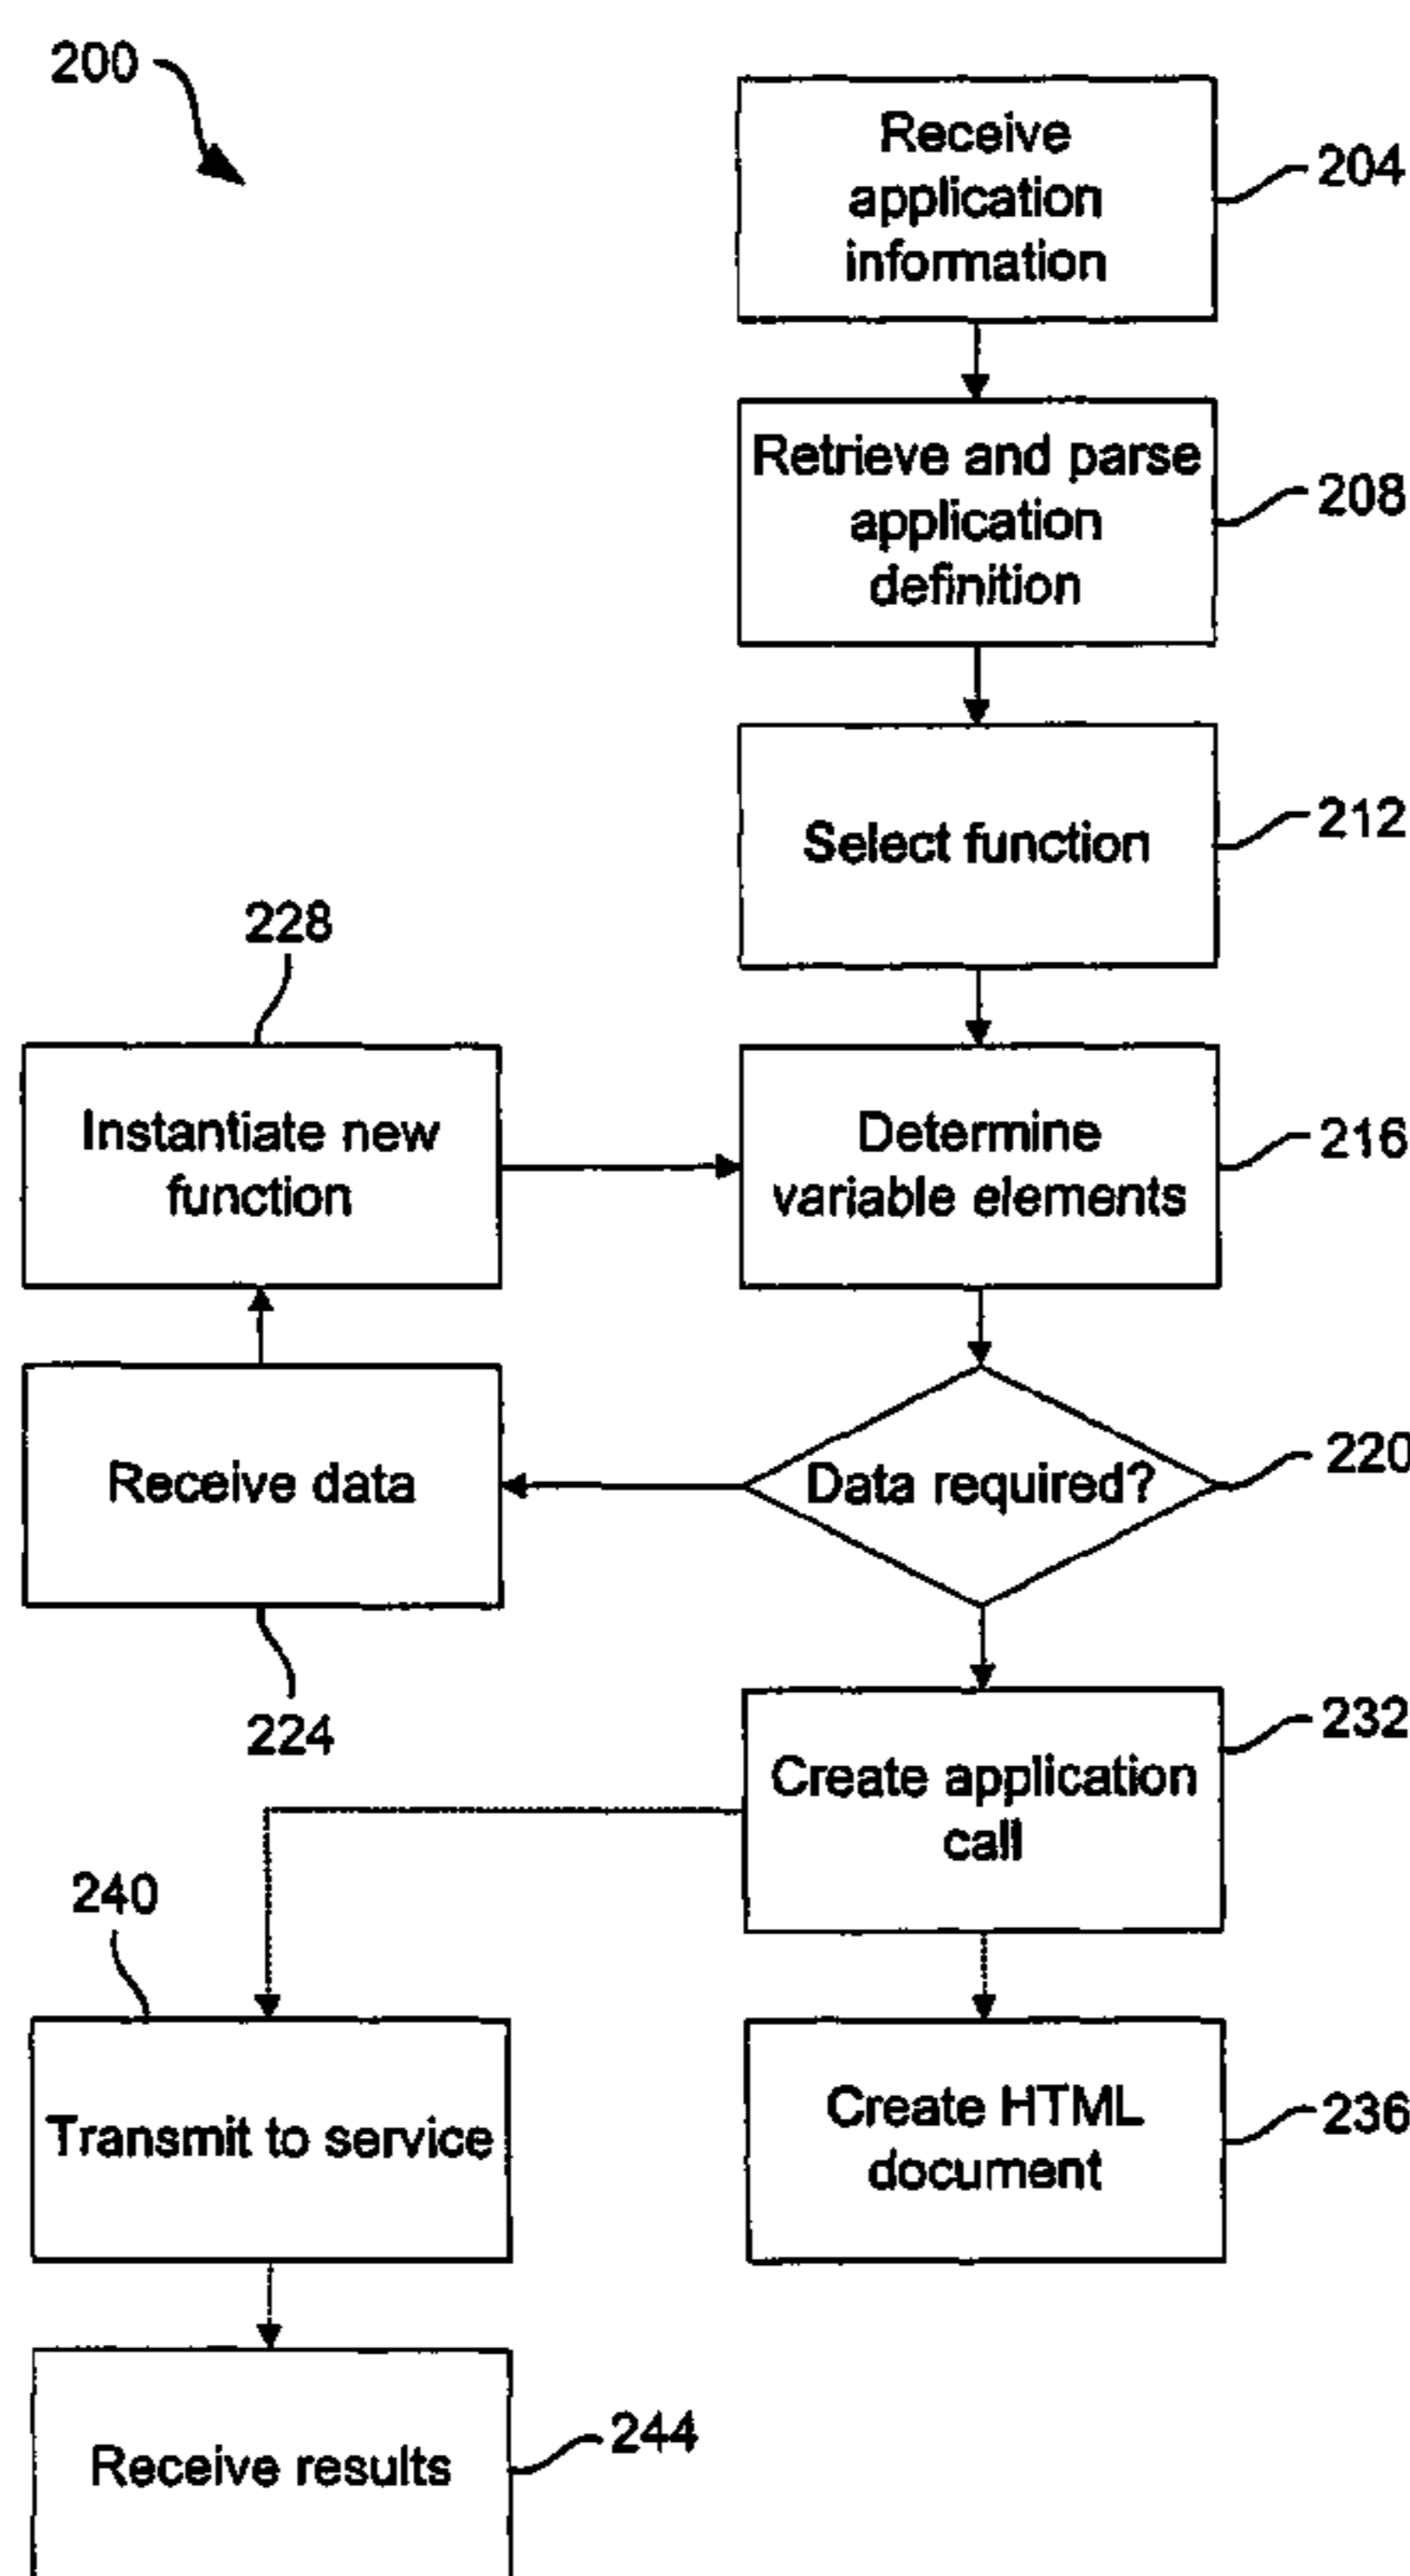 200
Receive
application
information
204
Retrieve and parse
application
definition
208
Select function
212
228
Instantiate new
function
Determine
variable elements
216
Receive data
224
Data required?
220
Create application
call
232
240
Transmit to service
Create HTML
document
236
Receive results
244